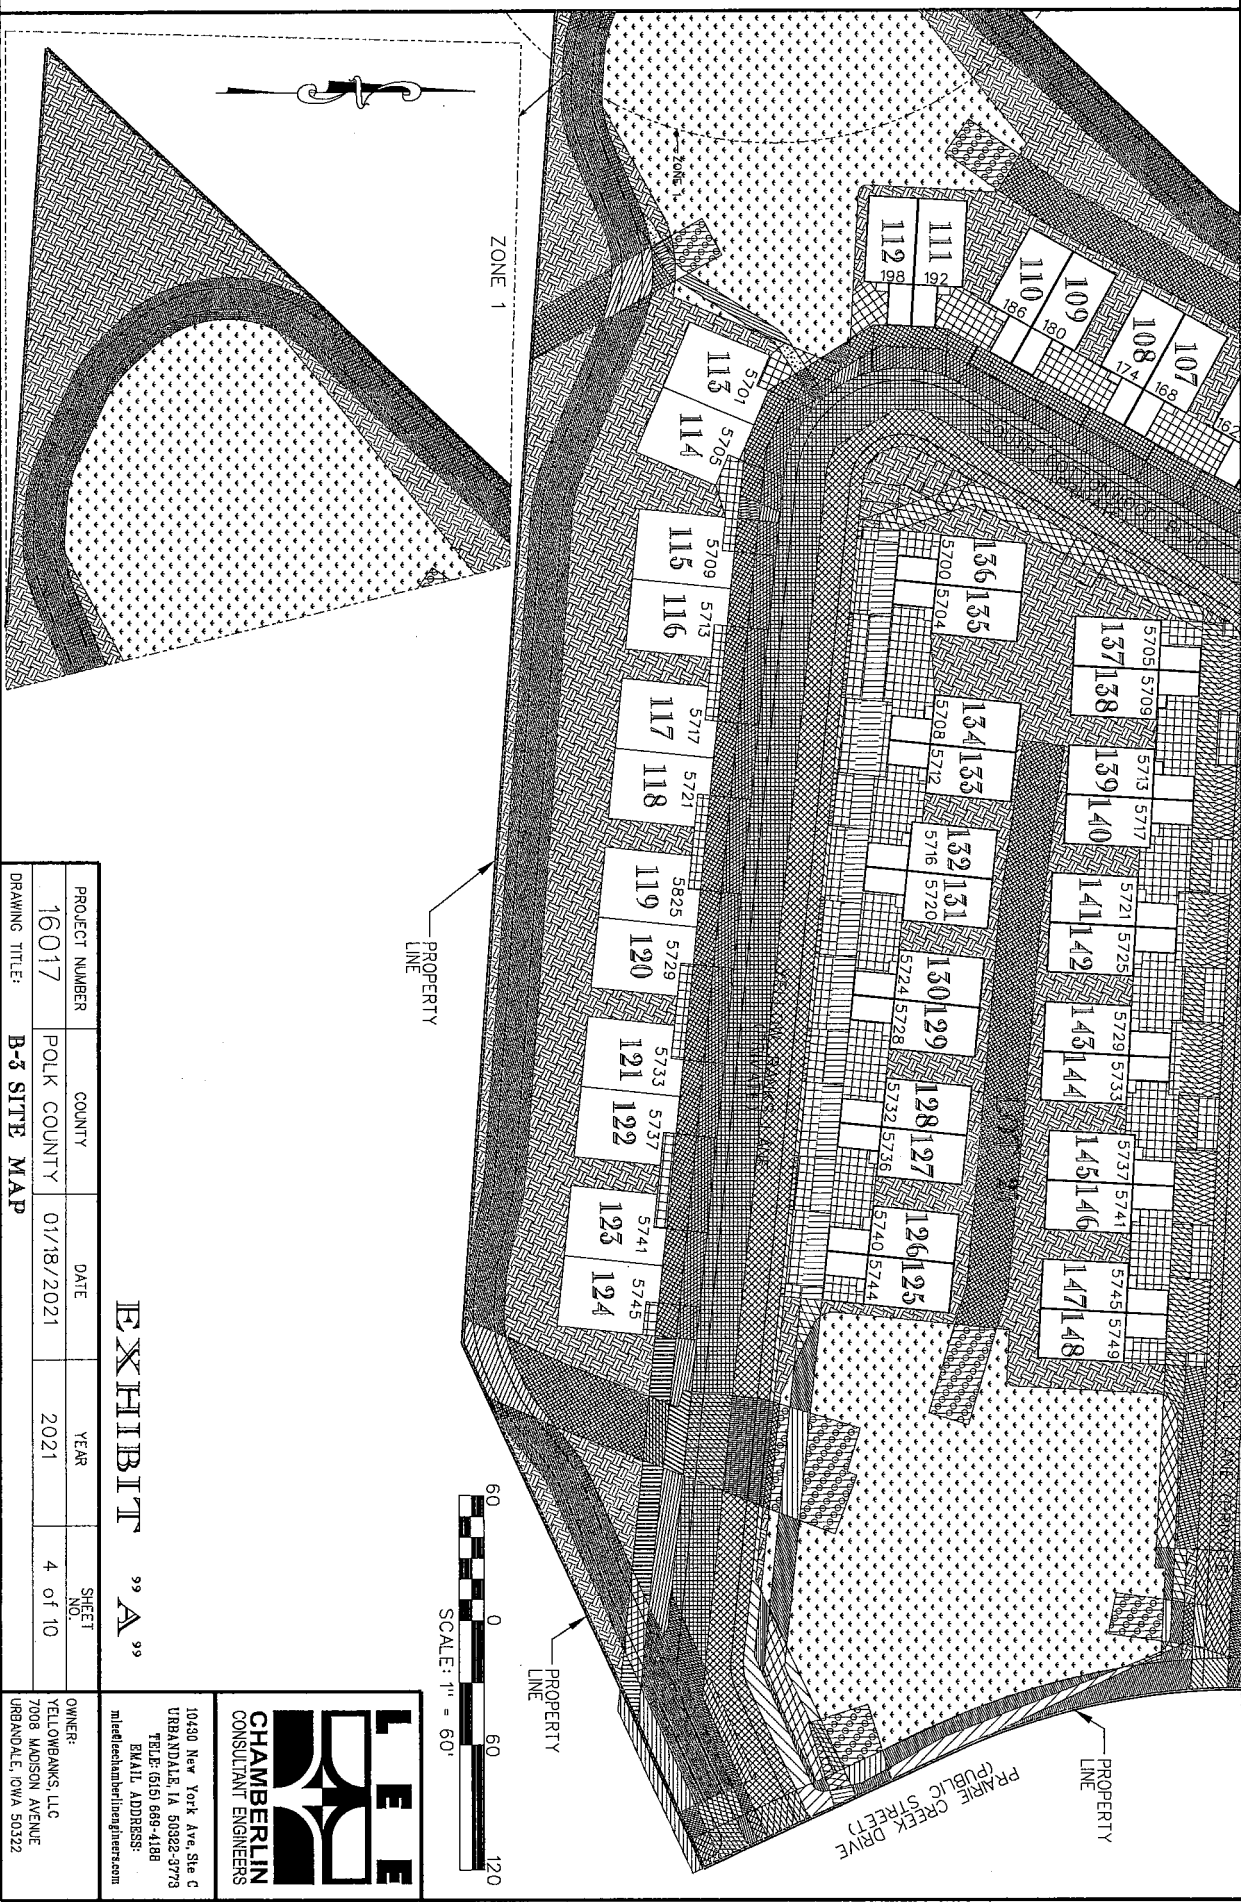 ZONE 1
ZONE 1
111
112
192
198
109
110
180
186
107
108
168
174
162
113
5701
114
5705
115
5709
116
5713
117
5717
118
5721
119
5825
120
5729
121
5733
122
5737
123
5741
124
5745
136 135
5700 5704
134 133
5708 5712
132 131
5716 5720
130 129
5724 5728
128 127
5732 5736
126 125
5740 5744
5705 5709
137 138
5713 5717
139 140
5721 5725
141 142
5729 5733
143 144
5737 5741
145 146
5745 5749
147 148
PROPERTY
LINE
PROPERTY
LINE
PROPERTY
LINE
PRAIRIE CREEK DRIVE
(PUBLIC STREET)
60 0 60 120
SCALE: 1" = 60'
EXHIBIT "A"
PROJECT NUMBER COUNTY DATE YEAR SHEET NO.
16017 POLK COUNTY 01/18/2021 2021 4 of 10
DRAWING TITLE: B-3 SITE MAP
LEE
CHAMBERLIN
CONSULTANT ENGINEERS
10430 New York Ave, Ste C
URBANDALE, IA 50322-3773
TELE: (515) 669-4188
EMAIL ADDRESS:
mlee@leechamberlinengineers.com
OWNER:
YELLOWBANKS, LLC
7008 MADISON AVENUE
URBANDALE, IOWA 50322